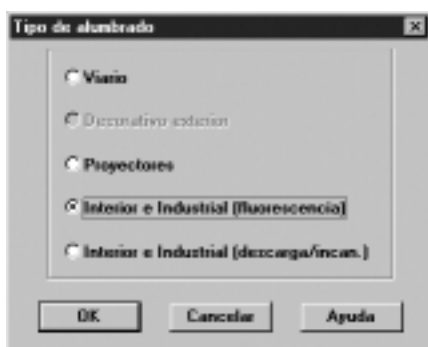 Tipo de alumbrado
Viario
Decorativo exterior
Proyectores
Interior e Industrial (fluorescencia)
Interior e Industrial (descarga/incan.)
OK Cancelar Ayuda